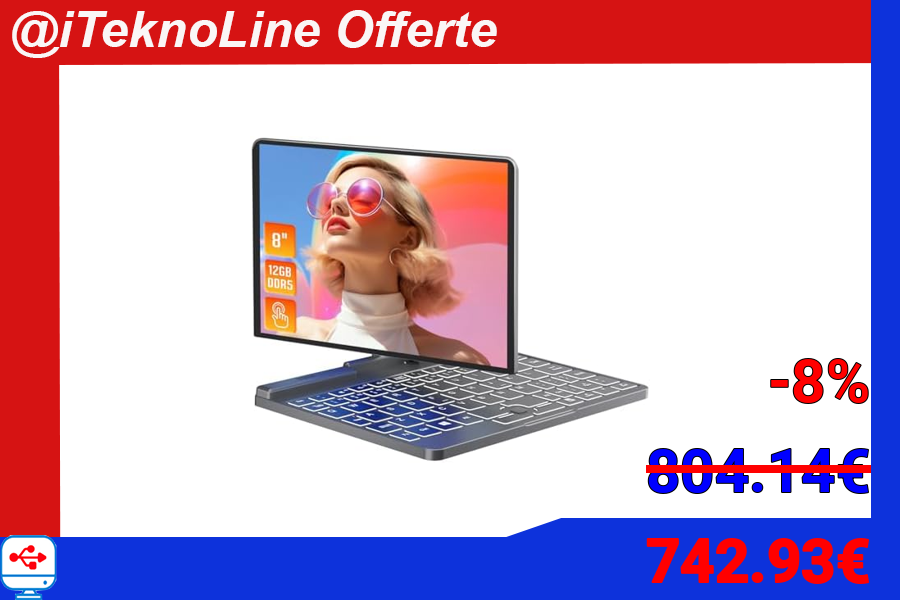 @iTeknoLine Offerte
8"
12GB
DDR5
-8%
804.14€
742.93€